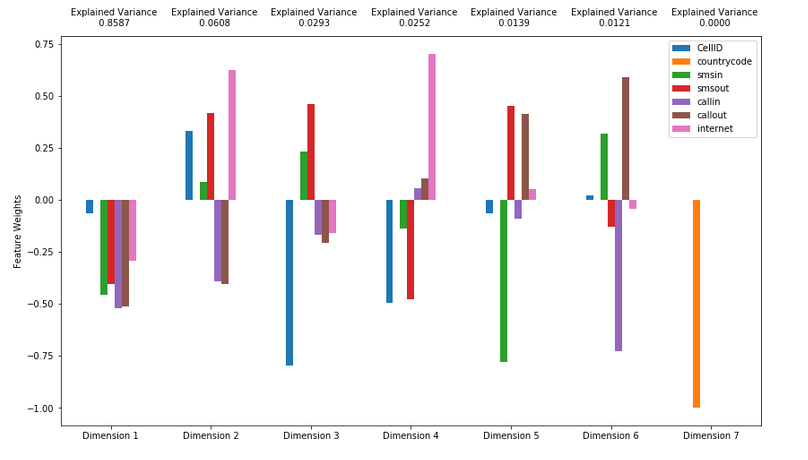 Explained Variance Explained Variance Explained Variance Explained Variance Explained Variance Explained Variance Explained Variance
0.8587 0.0608 0.0293 0.0252 0.0139 0.0121 0.0000
CellID
countrycode
smsin
smsout
callin
callout
internet
0.75
0.50
0.25
0.00
−0.25
−0.50
−0.75
−1.00
Feature Weights
Dimension 1 Dimension 2 Dimension 3 Dimension 4 Dimension 5 Dimension 6 Dimension 7